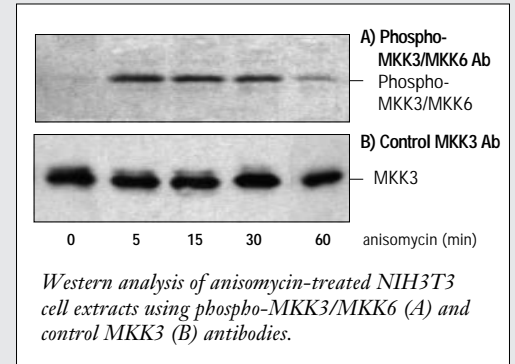 A) Phospho-
MKK3/MKK6 Ab
Phospho-
MKK3/MKK6
B) Control MKK3 Ab
MKK3
0 5 15 30 60 anisomycin (min)
Western analysis of anisomycin-treated NIH3T3
cell extracts using phospho-MKK3/MKK6 (A) and
control MKK3 (B) antibodies.